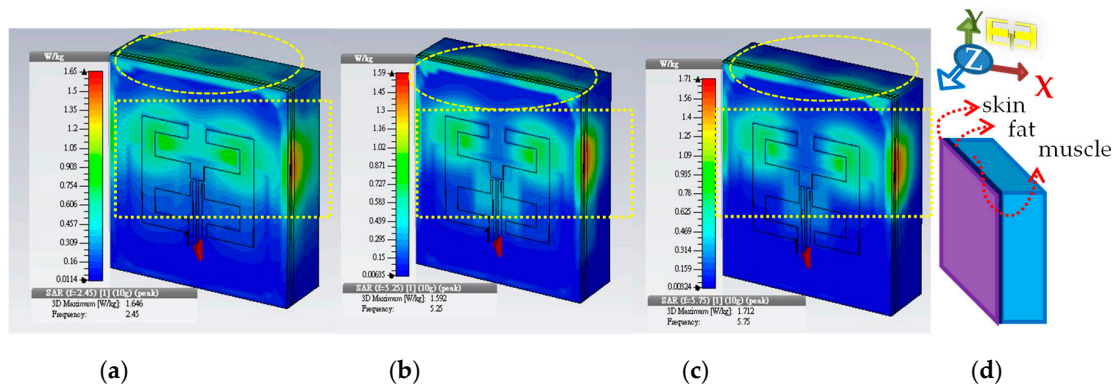 W/kg
1.65
1.5
1.35
1.2
1.05
0.903
0.754
0.606
0.457
0.309
0.16
0.0114
SAR (f=2.45) [1] (10g) (peak)
3D Maximum [W/kg]: 1.646
Frequency: 2.45
(a)
W/kg
1.59
1.45
1.3
1.16
1.02
0.871
0.727
0.583
0.439
0.295
0.15
0.00635
SAR (f=5.25) [1] (10g) (peak)
3D Maximum [W/kg]: 1.592
Frequency: 5.25
(b)
W/kg
1.71
1.56
1.4
1.25
1.09
0.935
0.78
0.625
0.469
0.314
0.159
0.00324
SAR (f=5.75) [1] (10g) (peak)
3D Maximum [W/kg]: 1.712
Frequency: 5.75
(c)
Y
Z
X
skin
fat
muscle
(d)